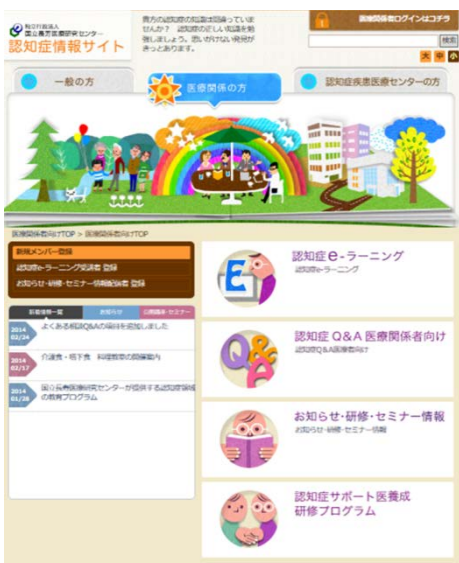 独立行政法人
国立長寿医療研究センター
認知症情報サイト
貴方の認知症の知識は間違っていま
せんか？ 認知症の正しい知識を勉
強しましょう。思いがけない発見が
きっとあります。
医療関係者ログインはコチラ
検索
大 中 小
一般の方
医療関係の方
認知症疾患医療センターの方
医療関係者向けTOP > 医療関係者向けTOP
新規メンバー登録
認知症e-ラーニング受講者 登録
お知らせ・研修・セミナー情報配信者 登録
新着情報一覧
お知らせ
公開講座・セミナー
2014
02/24
よくある相談Q&Aの項目を追加しました
2014
02/17
介護食・嚥下食 料理教室の開催案内
2014
01/28
国立長寿医療研究センターが提供する認知症領域
の教育プログラム
認知症e-ラーニング
認知症e-ラーニング
認知症 Q&A 医療関係者向け
認知症Q&A医療者向け
お知らせ・研修・セミナー情報
お知らせ・研修・セミナー情報
認知症サポート医養成
研修プログラム
E
Q&A